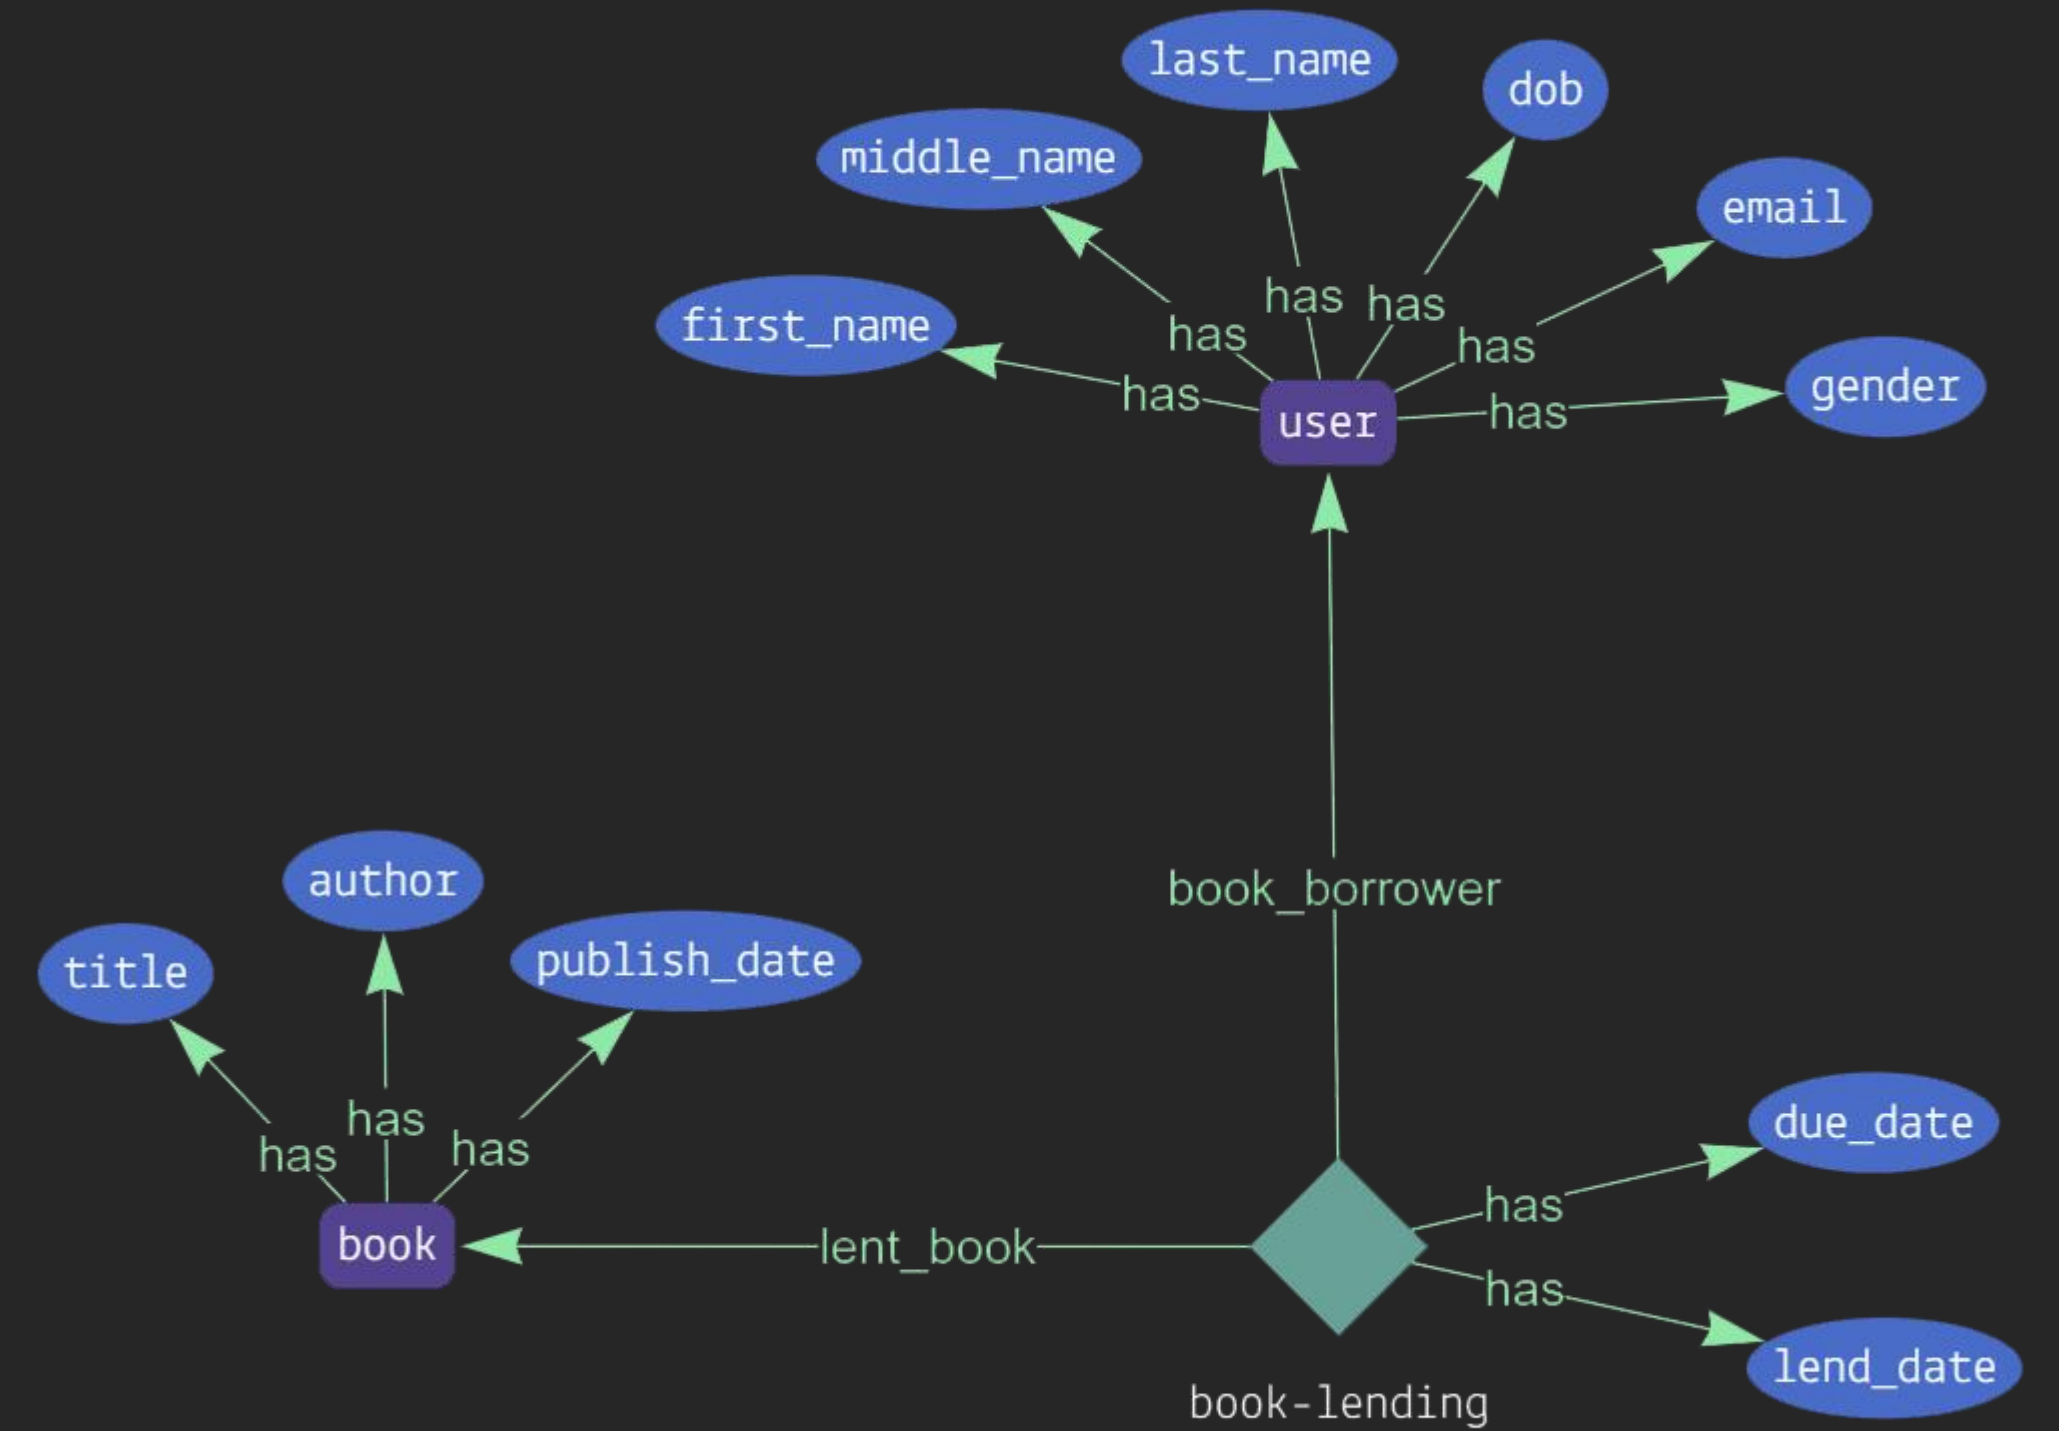 last_name
dob
middle_name
email
first_name
has
has
has
has
has
has
gender
user
book_borrower
author
title
publish_date
has
has
has
due_date
has
book
lent_book
has
lend_date
book-lending